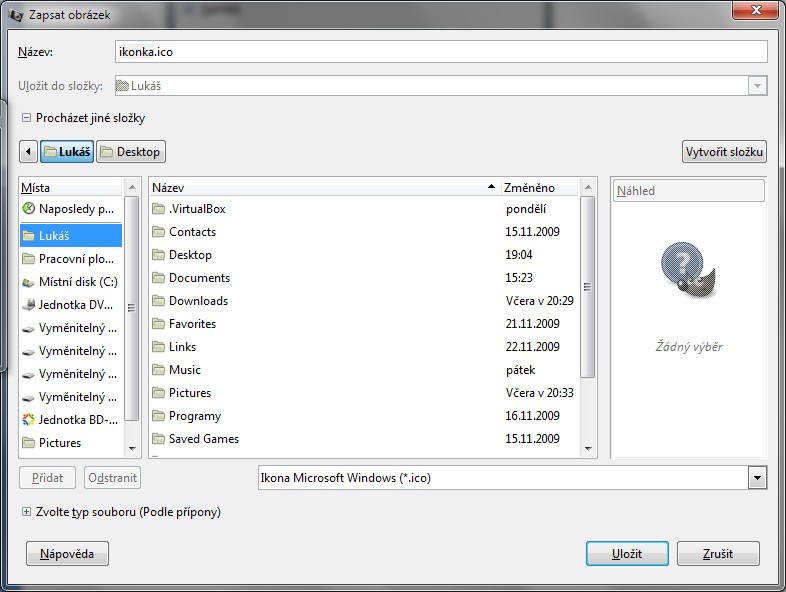 Zapsat obrázek
Název: ikonka.ico
Uložit do složky: Lukáš
Procházet jiné složky
Lukáš Desktop Vytvořit složku
Místa
Naposledy p...
Lukáš
Pracovní plo...
Místní disk (C:)
Jednotka DV...
Vyměnitelný ...
Vyměnitelný ...
Vyměnitelný ...
Vyměnitelný ...
Jednotka BD-...
Pictures
Název Změněno
.VirtualBox pondělí
Contacts 15.11.2009
Desktop 19:04
Documents 15:23
Downloads Včera v 20:29
Favorites 21.11.2009
Links 22.11.2009
Music pátek
Pictures Včera v 20:33
Programy 16.11.2009
Saved Games 15.11.2009
Náhled
Žádný výběr
Přidat Odstranit Ikona Microsoft Windows (*.ico)
Zvolte typ souboru (Podle přípony)
Nápověda Uložit Zrušit